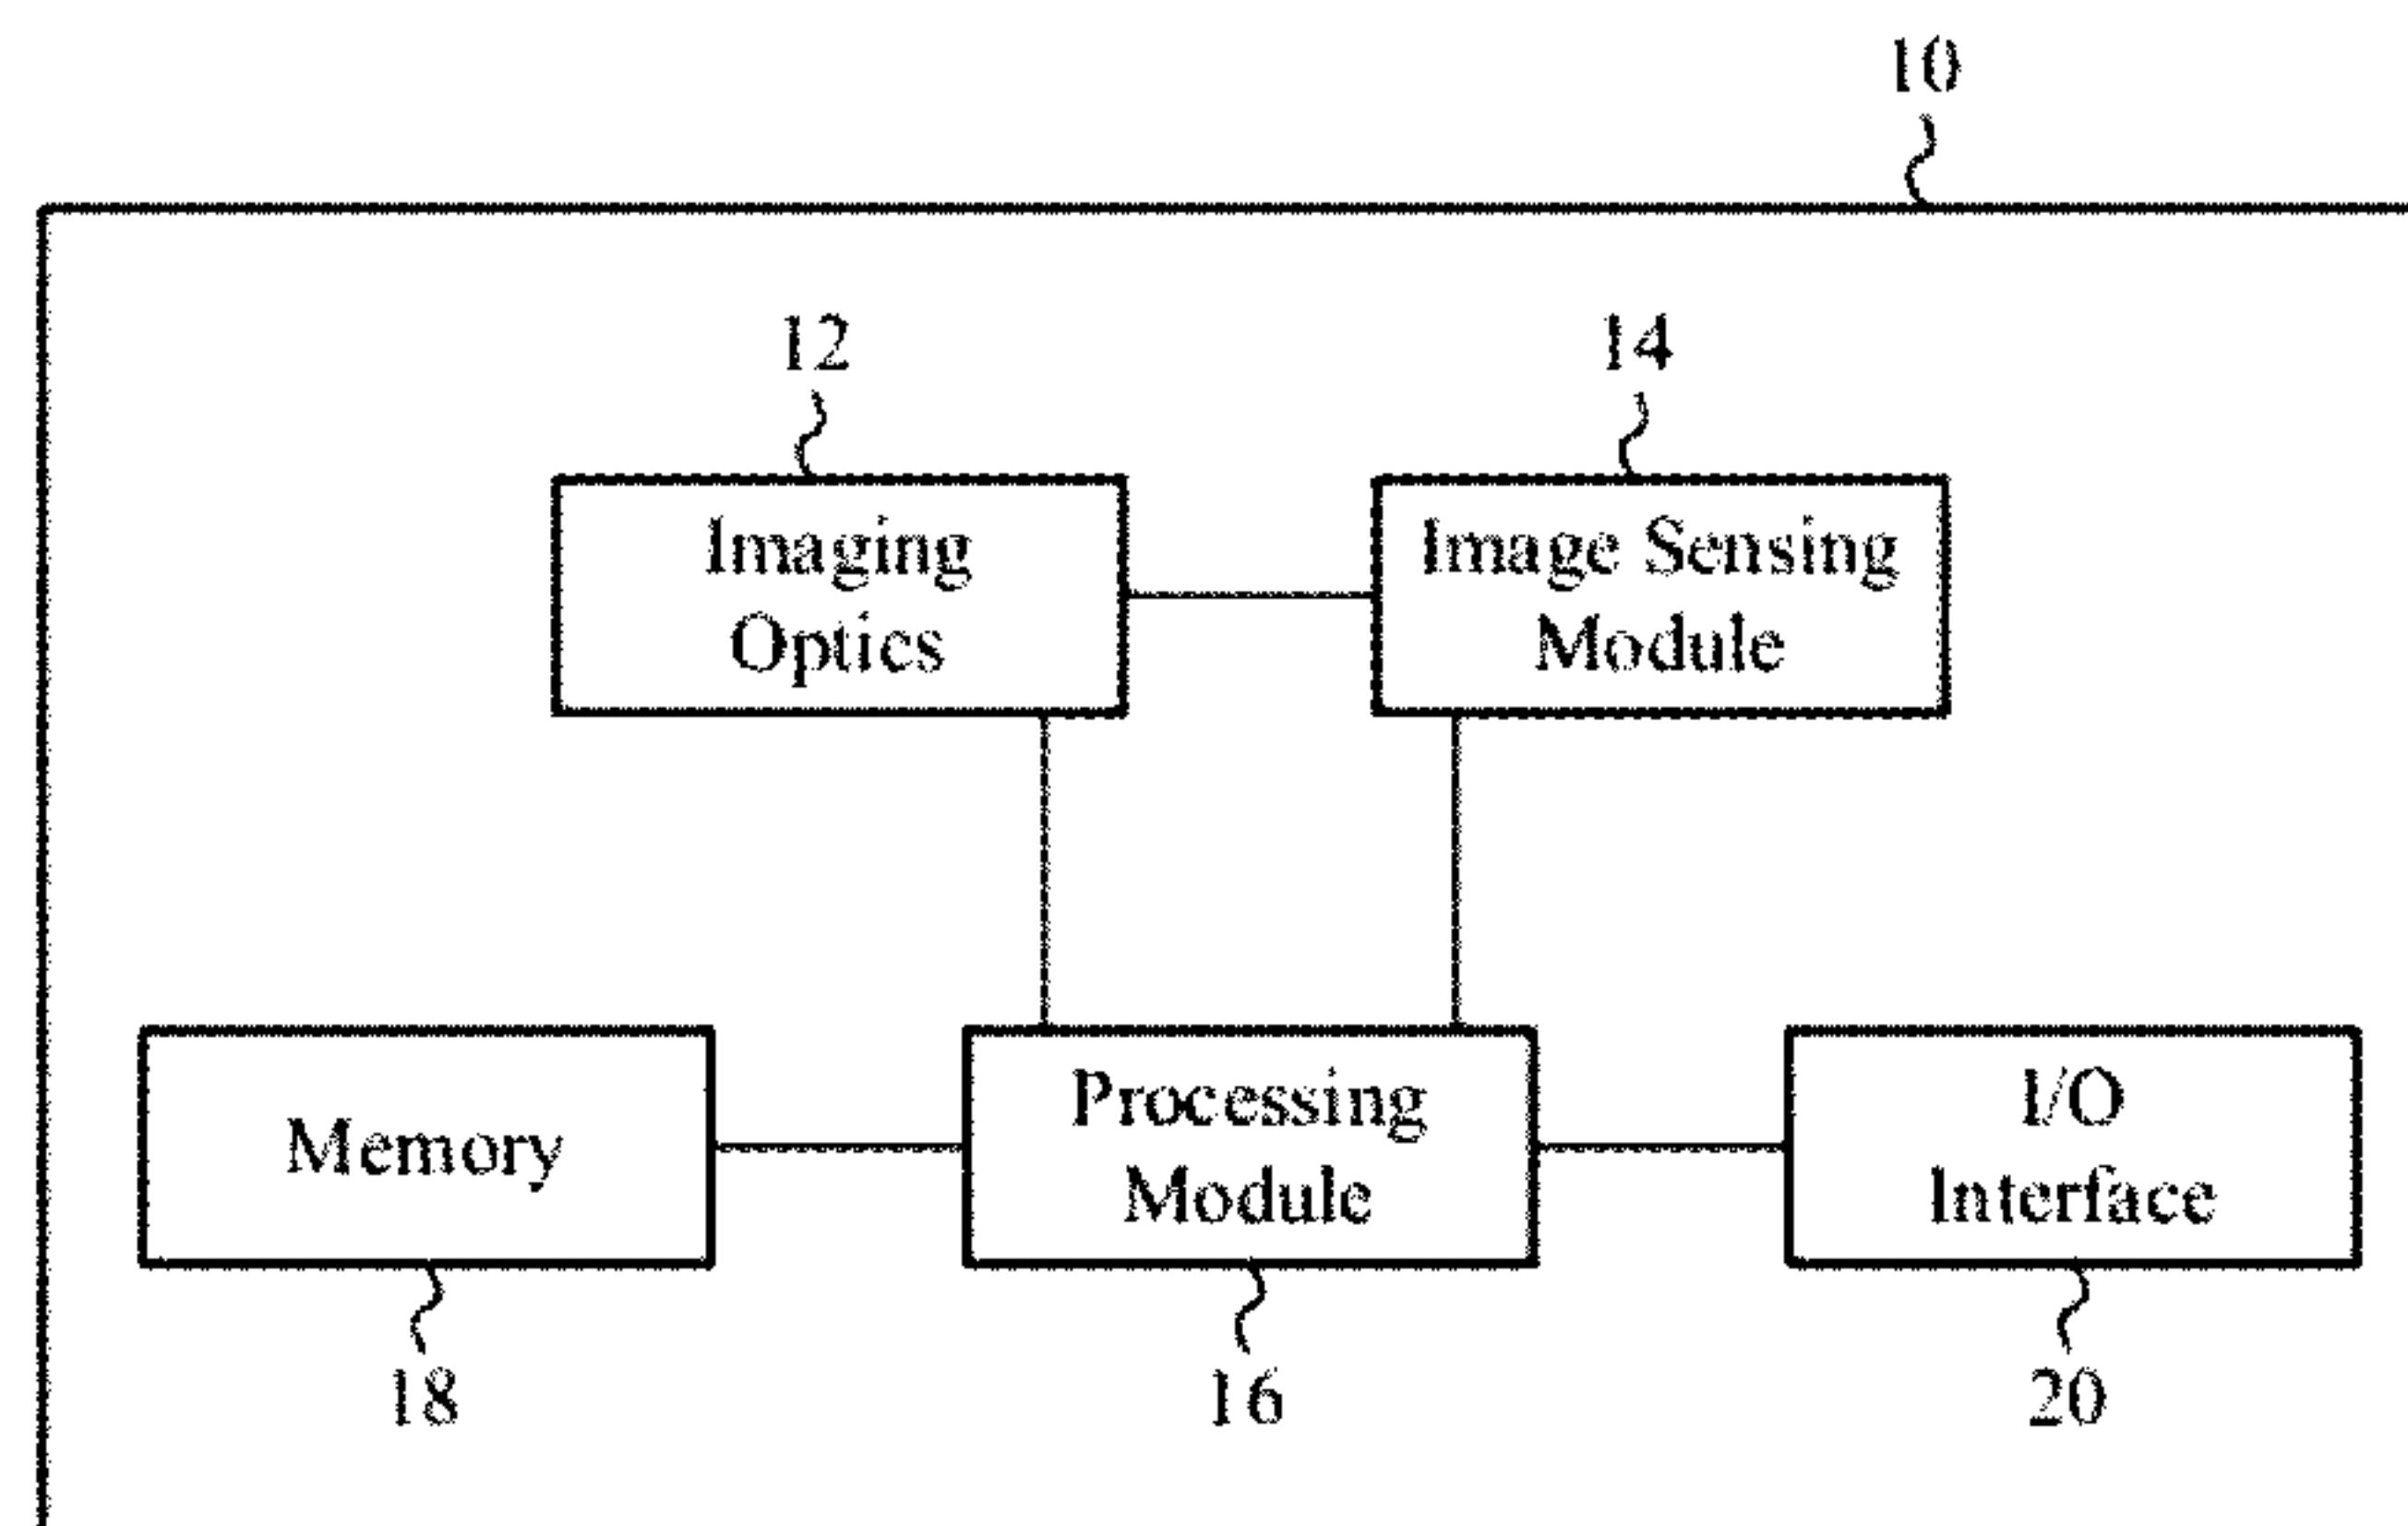 10
12
14
Imaging
Optics
Image Sensing
Module
Memory
Processing
Module
I/O
Interface
18
16
20